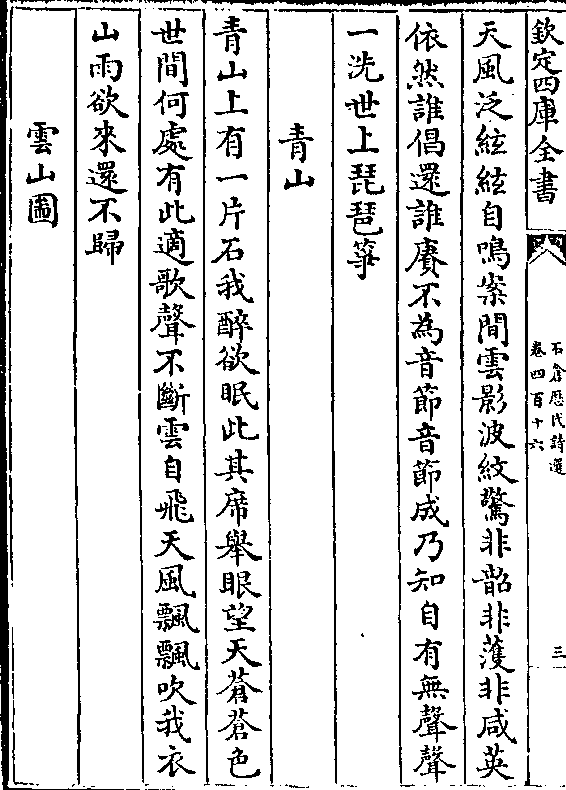 欽定四庫全書
石倉歴代詩選
卷四百十六
三
天風泛絃絃自鳴案間雲影波紋驚非韶非濩非咸英
依然誰倡還誰賡不為音節音節成乃知自有無聲聲
一洗世上琵琶箏
青山
青山上有一片石我醉欲眠此其席舉眼望天蒼蒼色
世間何處有此適歌聲不斷雲自飛天風飄飄吹我衣
山雨欲來還不歸
雲山圖